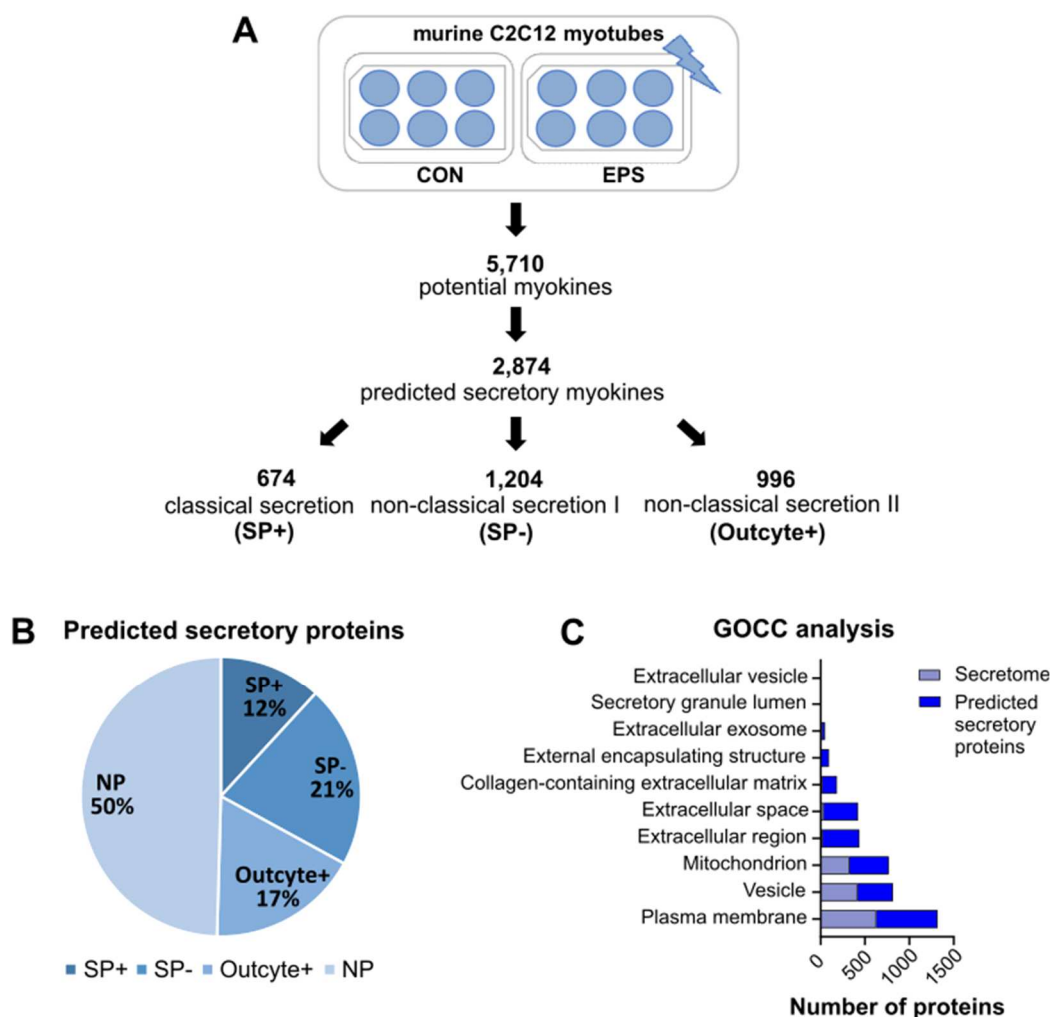 A
murine C2C12 myotubes
CON
EPS
5,710
potential myokines
2,874
predicted secretory myokines
674
classical secretion
(SP+)
1,204
non-classical secretion I
(SP-)
996
non-classical secretion II
(Outcyte+)
B
Predicted secretory proteins
SP+
12%
SP-
21%
Outcyte+
17%
NP
50%
SP+ SP- Outcyte+ NP
C
GOCC analysis
Extracellular vesicle
Secretory granule lumen
Extracellular exosome
External encapsulating structure
Collagen-containing extracellular matrix
Extracellular space
Extracellular region
Mitochondrion
Vesicle
Plasma membrane
0 500 1000 1500
Number of proteins
Secretome
Predicted
secretory
proteins